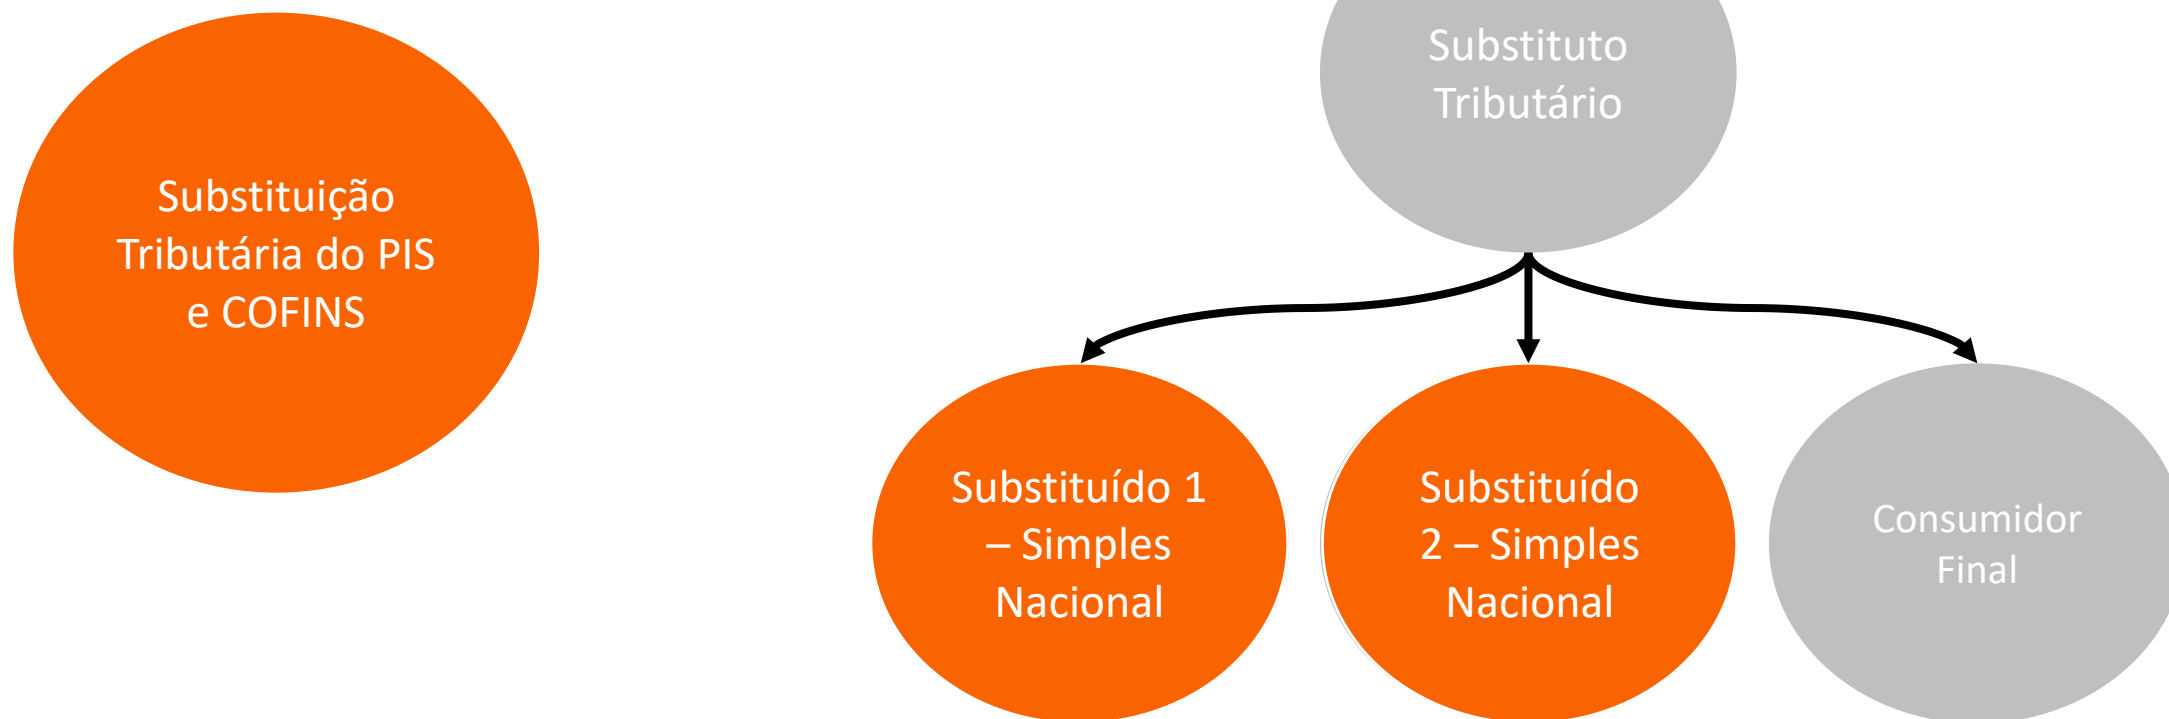 Substituição
Tributária do PIS
e COFINS
Substituto
Tributário
Substituído 1
– Simples
Nacional
Substituído
2 – Simples
Nacional
Consumidor
Final